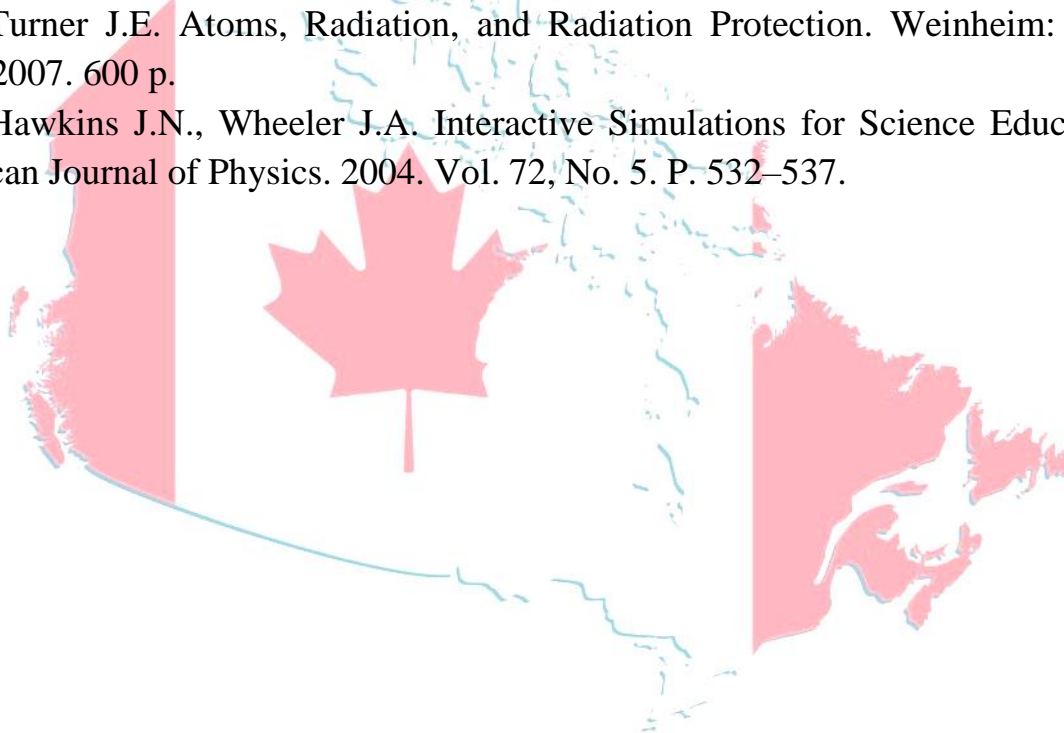 Turner J.E. Atoms, Radiation, and Radiation Protection. Weinheim:
2007. 600 p.
Hawkins J.N., Wheeler J.A. Interactive Simulations for Science Educ
can Journal of Physics. 2004. Vol. 72, No. 5. P. 532–537.